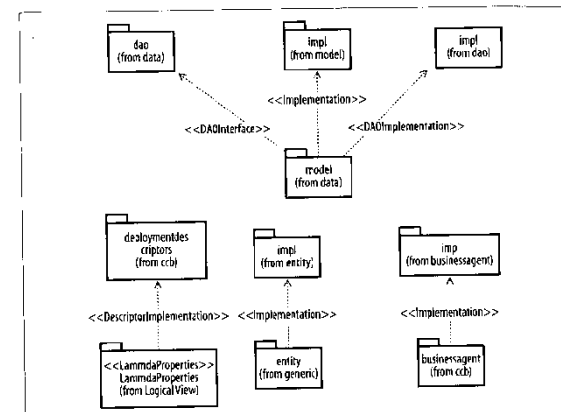 dao
(from data)
impl
(from model)
impl
(from dao)
<<Implementation>>
<<DAOInterface>>
<<DAOImplementation>>
model
(from data)
deploymentdes
criptors
(from ccb)
impl
(from entity)
imp
(from businessagent)
<<DescriptorImplementation>>
<<Implementation>>
<<Implementation>>
<<LammdaProperties>>
LammdaProperties
(from LogicalView)
entity
(from generic)
businessagent
(from ccb)